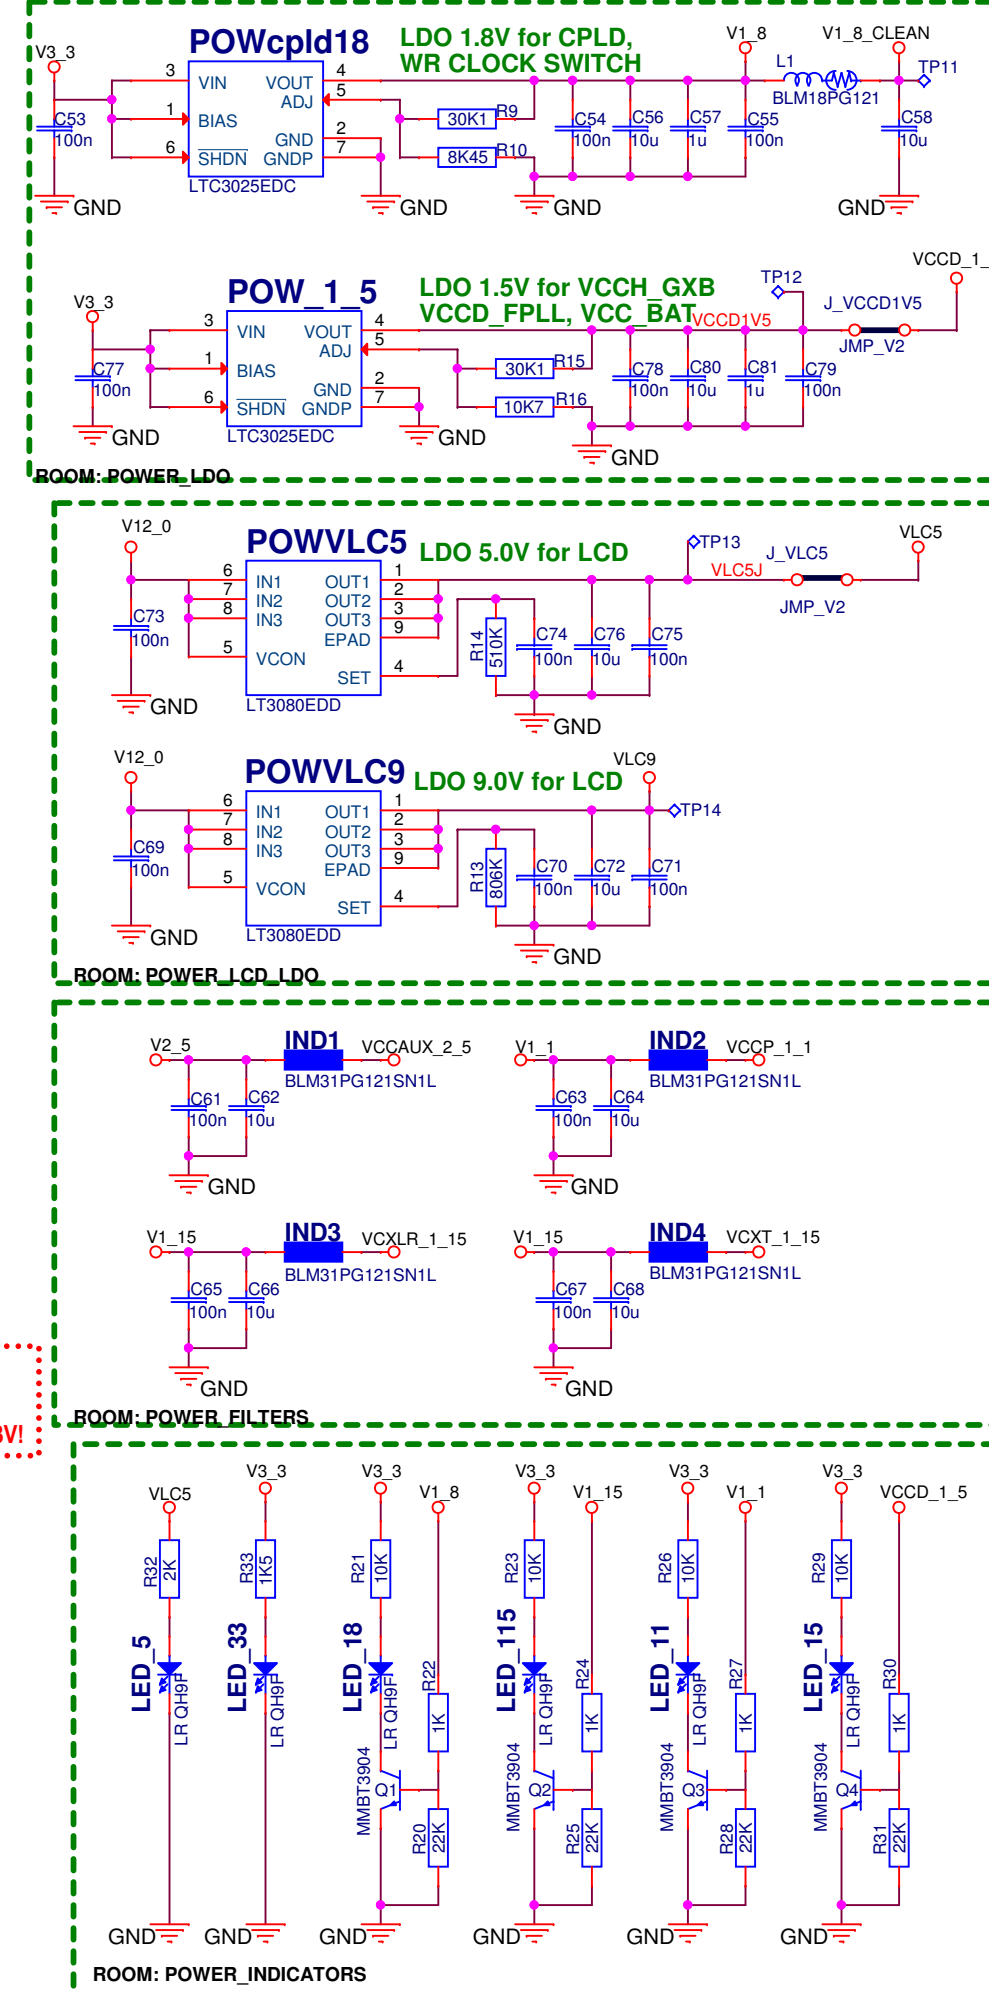 POWcpld18
LDO 1.8V for CPLD,
WR CLOCK SWITCH
V3_3
3 VIN VOUT 4
ADJ 5
1 BIAS
GND 2
6 SHDN GNDP 7
LTC3025EDC
C53
100n
GND
GND
30K1 R9
8K45 R10
GND
C54
100n
C56
10u
C57
1u
C55
100n
V1_8
L1
BLM18PG121
V1_8_CLEAN
TP11
C58
10u
GND
POW_1_5
LDO 1.5V for VCCH_GXB
VCCD_FPLL, VCC_BAT
V3_3
3 VIN VOUT 4
ADJ 5
1 BIAS
GND 2
6 SHDN GNDP 7
LTC3025EDC
C77
100n
GND
GND
30K1 R15
10K7 R16
GND
VCCD1V5
C78
100n
C80
10u
C81
1u
C79
100n
TP12
J_VCCD1V5
JMP_V2
VCCD_1_
ROOM: POWER_LDO
POWVLC5
LDO 5.0V for LCD
V12_0
6 IN1 OUT1 1
7 IN2 OUT2 2
8 IN3 OUT3 3
EPAD 9
5 VCON
SET 4
LT3080EDD
C73
100n
GND
R14
510K
C74
100n
C76
10u
C75
100n
GND
TP13
VLC5J
J_VLC5
JMP_V2
VLC5
POWVLC9
LDO 9.0V for LCD
V12_0
6 IN1 OUT1 1
7 IN2 OUT2 2
8 IN3 OUT3 3
EPAD 9
5 VCON
SET 4
LT3080EDD
C69
100n
GND
R13
806K
C70
100n
C72
10u
C71
100n
GND
VLC9
TP14
ROOM: POWER_LCD_LDO
V2_5
IND1
VCCAUX_2_5
BLM31PG121SN1L
C61
100n
C62
10u
GND
V1_1
IND2
VCCP_1_1
BLM31PG121SN1L
C63
100n
C64
10u
GND
V1_15
IND3
VCXLR_1_15
BLM31PG121SN1L
C65
100n
C66
10u
GND
V1_15
IND4
VCXT_1_15
BLM31PG121SN1L
C67
100n
C68
10u
GND
ROOM: POWER_FILTERS
V!
VLC5
R32
2K
LED_5
LR QH9F
GND
V3_3
R33
1K5
LED_33
LR QH9F
GND
V3_3
V1_8
R21
10K
LED_18
LR QH9F
R22
1K
MMBT3904
Q1
R20
22K
GND
V3_3
V1_15
R23
10K
LED_115
LR QH9F
R24
1K
MMBT3904
Q2
R25
22K
GND
V3_3
V1_1
R26
10K
LED_11
LR QH9F
R27
1K
MMBT3904
Q3
R28
22K
GND
V3_3
VCCD_1_5
R29
10K
LED_15
LR QH9F
R30
1K
MMBT3904
Q4
R31
22K
GND
ROOM: POWER_INDICATORS